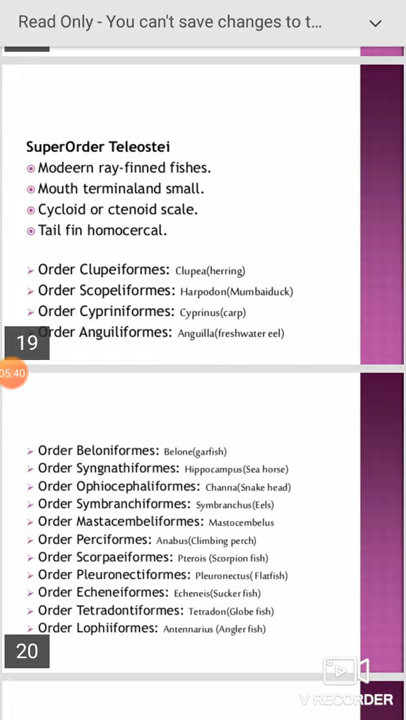 Read Only - You can't save changes to t...
SuperOrder Teleostei
Modeern ray-finned fishes.
Mouth terminaland small.
Cycloid or ctenoid scale.
Tail fin homocercal.
Order Clupeiformes: Clupea(herring)
Order Scopeliformes: Harpodon(Mumbaiduck)
Order Cypriniformes: Cyprinus(carp)
Order Anguiliformes: Anguilla(freshwater eel)
19
05:40
Order Beloniformes: Belone(garfish)
Order Syngnathiformes: Hippocampus(Sea horse)
Order Ophiocephaliformes: Channa(Snake head)
Order Symbranchiformes: Symbranchus(Eels)
Order Mastacembeliformes: Mastocembelus
Order Perciformes: Anabus(Climbing perch)
Order Scorpaeiformes: Pterois (Scorpion fish)
Order Pleuronectiformes: Pleuronectus( Flatfish)
Order Echeneiformes: Echeneis(Sucker fish)
Order Tetradontiformes: Tetradon(Globe fish)
Order Lophiiformes: Antennarius (Angler fish)
20
V RECORDER